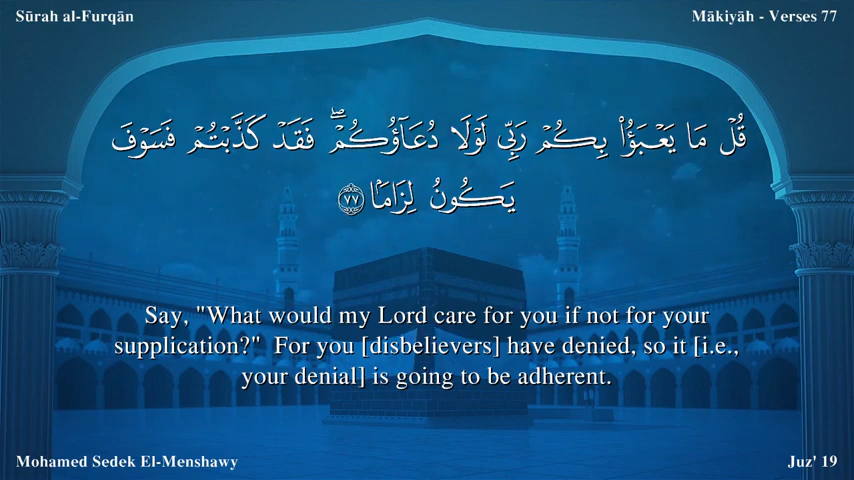 Sūrah al-Furqān
Mākiyāh - Verses 77
قُلۡ مَا يَعۡبَؤُاْ بِكُمۡ رَبِّي لَوۡلَا دُعَآؤُكُمۡۖ فَقَدۡ كَذَّبۡتُمۡ فَسَوۡفَ
يَكُونُ لِزَامَۢا ٧٧
Say, "What would my Lord care for you if not for your
supplication?" For you [disbelievers] have denied, so it [i.e.,
your denial] is going to be adherent.
Mohamed Sedek El-Menshawy
Juz' 19